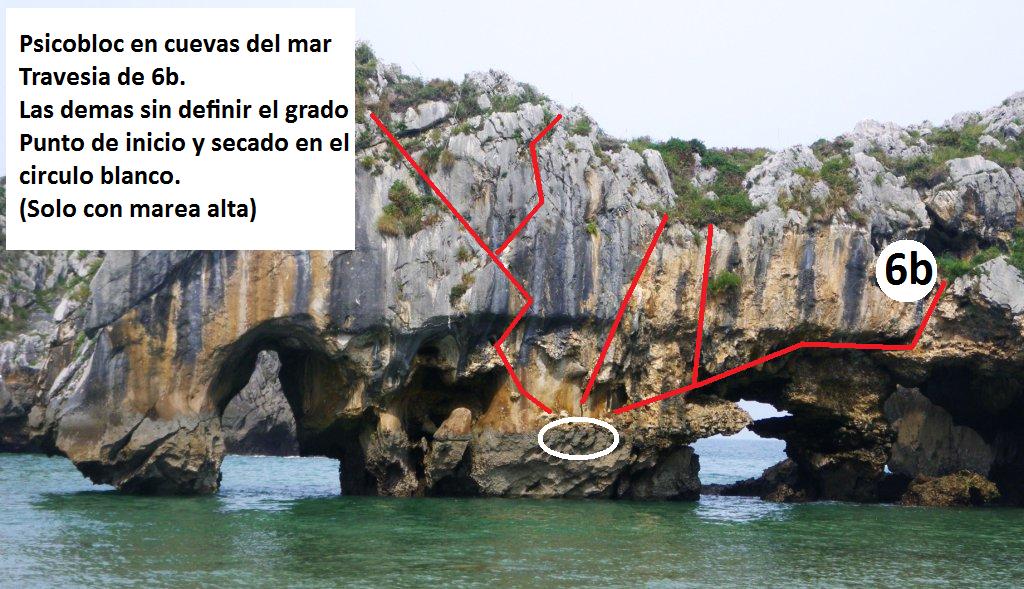 Psicobloc en cuevas del mar
Travesia de 6b.
Las demas sin definir el grado
Punto de inicio y secado en el
circulo blanco.
(Solo con marea alta)
6b